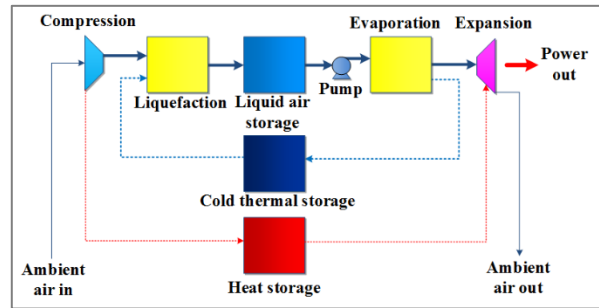 Compression
Evaporation
Expansion
Power
out
Liquefaction
Liquid air
storage
Pump
Cold thermal storage
Ambient
air in
Heat storage
Ambient
air out